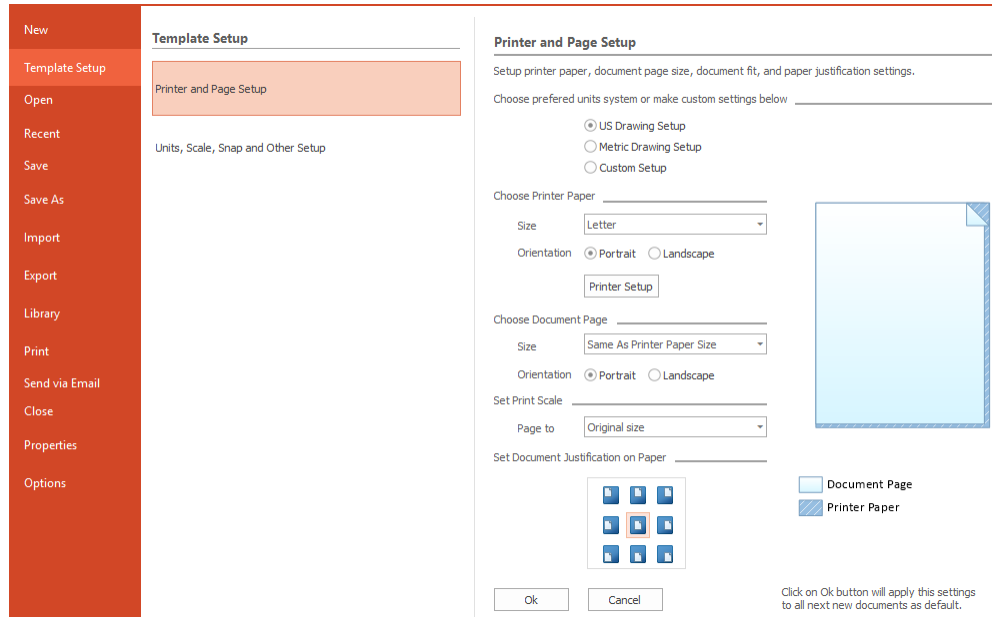 New
Template Setup
Open
Recent
Save
Save As
Import
Export
Library
Print
Send via Email
Close
Properties
Options
Template Setup
Printer and Page Setup
Units, Scale, Snap and Other Setup
Printer and Page Setup
Setup printer paper, document page size, document fit, and paper justification settings.
Choose prefered units system or make custom settings below
US Drawing Setup
Metric Drawing Setup
Custom Setup
Choose Printer Paper
Size Letter
Orientation Portrait Landscape
Printer Setup
Choose Document Page
Size Same As Printer Paper Size
Orientation Portrait Landscape
Set Print Scale
Page to Original size
Set Document Justification on Paper
Document Page
Printer Paper
Ok Cancel
Click on Ok button will apply this settings
to all next new documents as default.